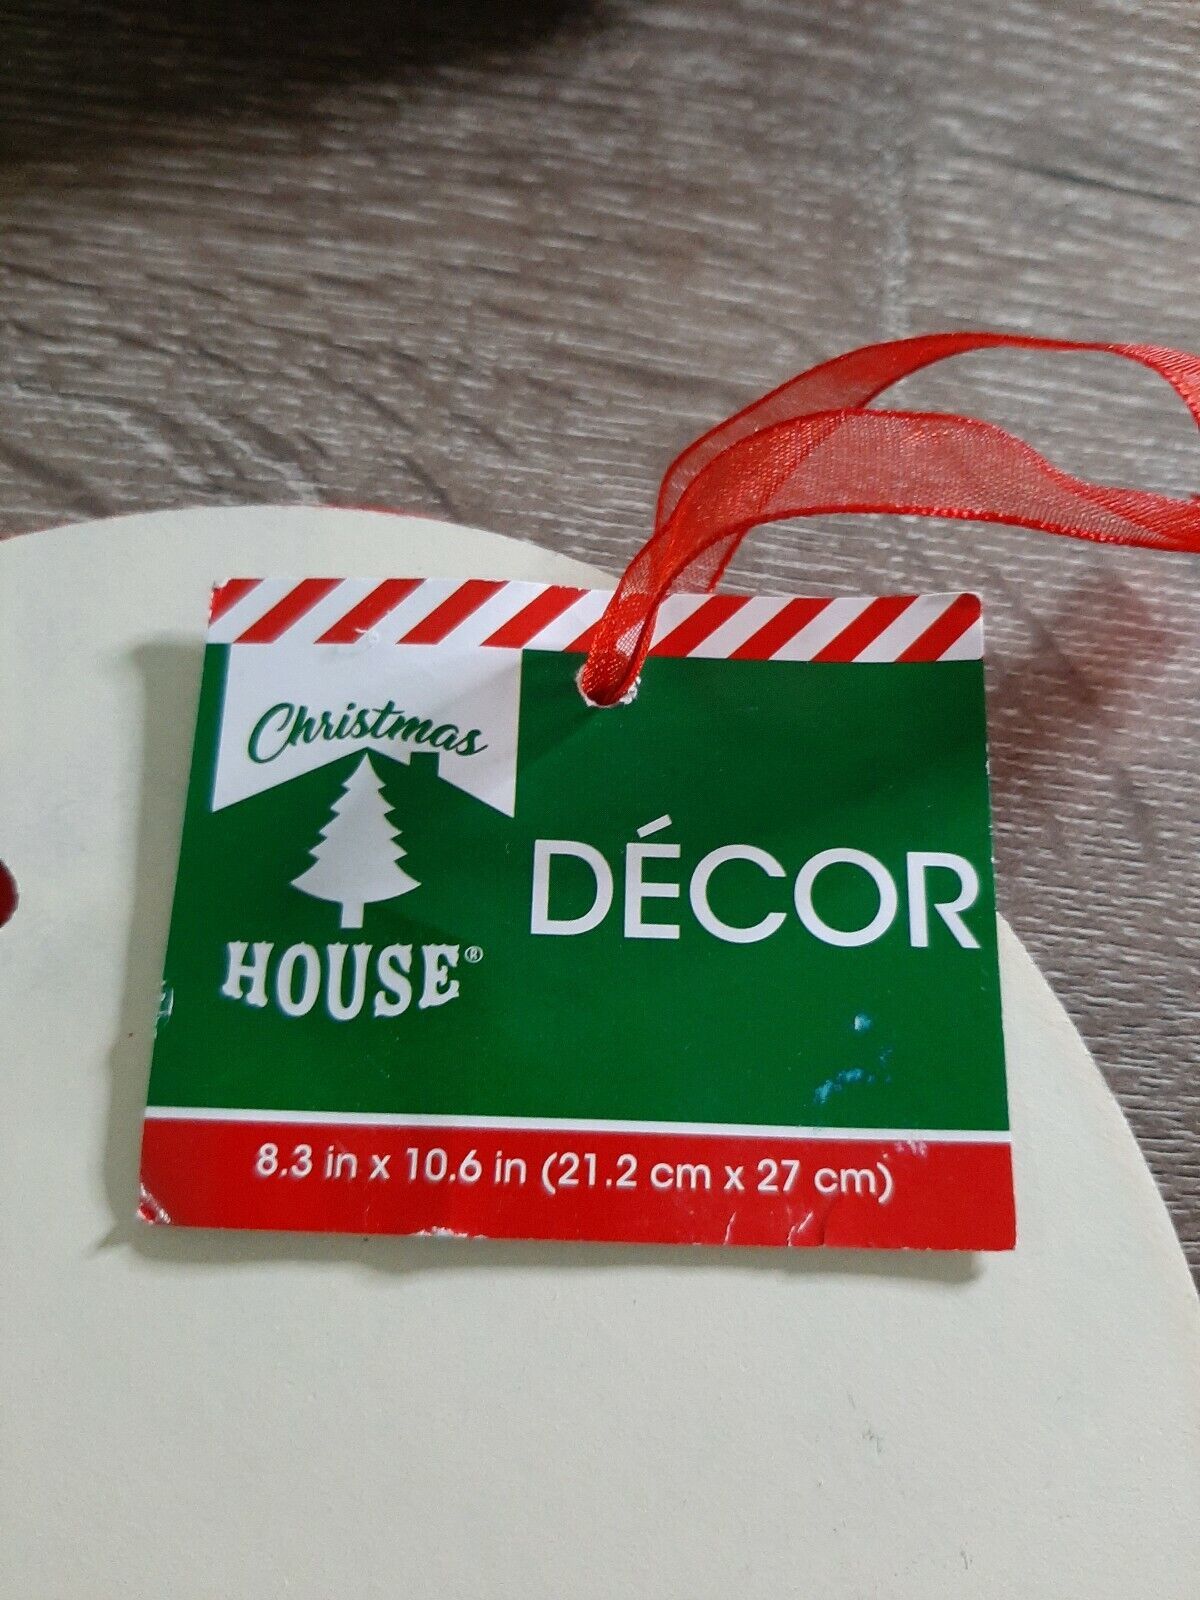 Christmas
HOUSE®
DÉCOR
8.3 in x 10.6 in (21.2 cm x 27 cm)